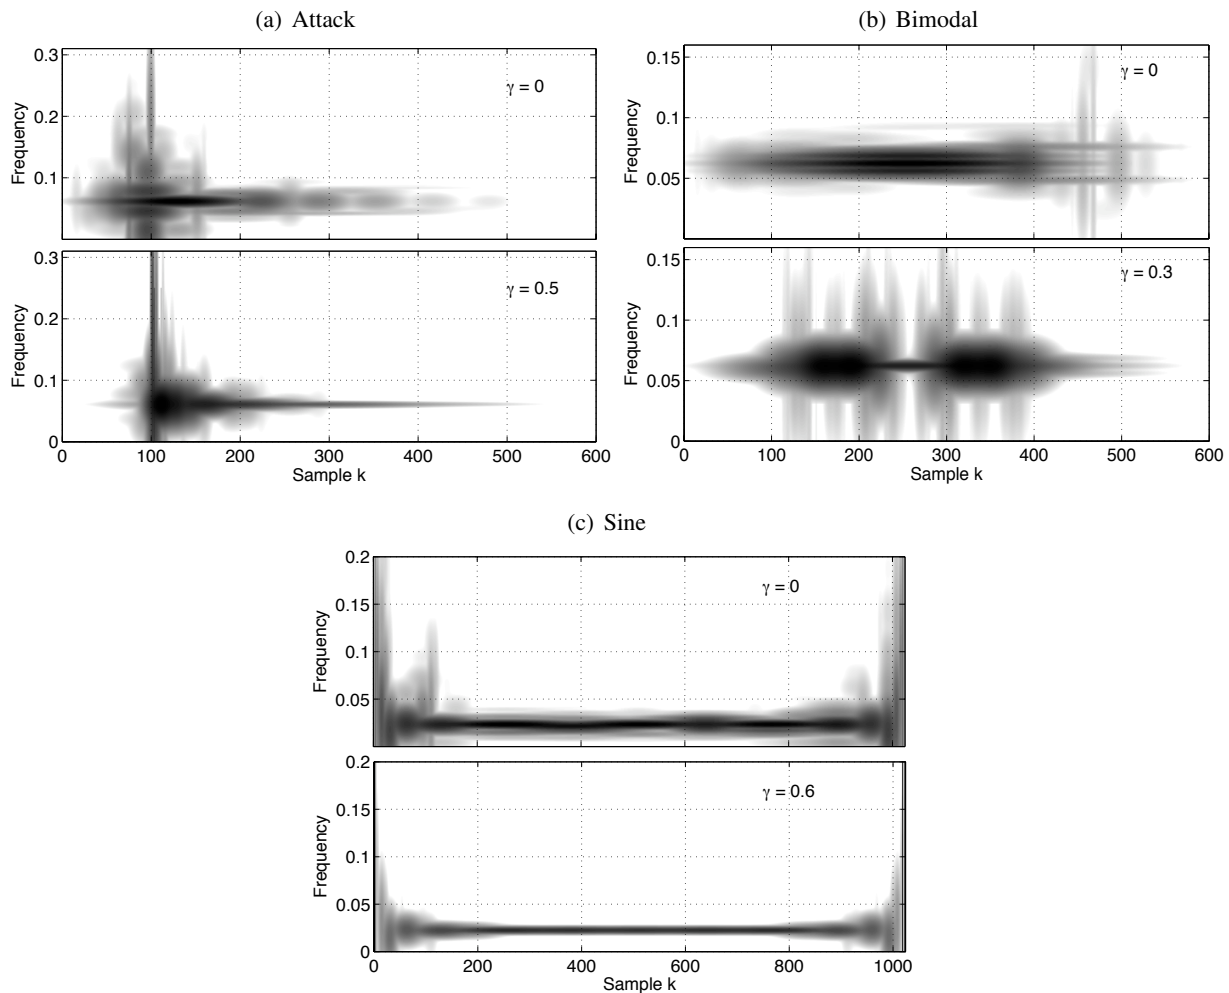 (a) Attack
(b) Bimodal
0.3
0.2
0.1
Frequency
γ = 0
0.15
0.1
0.05
Frequency
γ = 0
0.3
0.2
0.1
0
Frequency
γ = 0.5
0 100 200 300 400 500 600
Sample k
0.15
0.1
0.05
0
Frequency
γ = 0.3
0 100 200 300 400 500 600
Sample k
(c) Sine
0.2
0.15
0.1
0.05
Frequency
γ = 0
0.2
0.15
0.1
0.05
0
Frequency
γ = 0.6
0 200 400 600 800 1000
Sample k